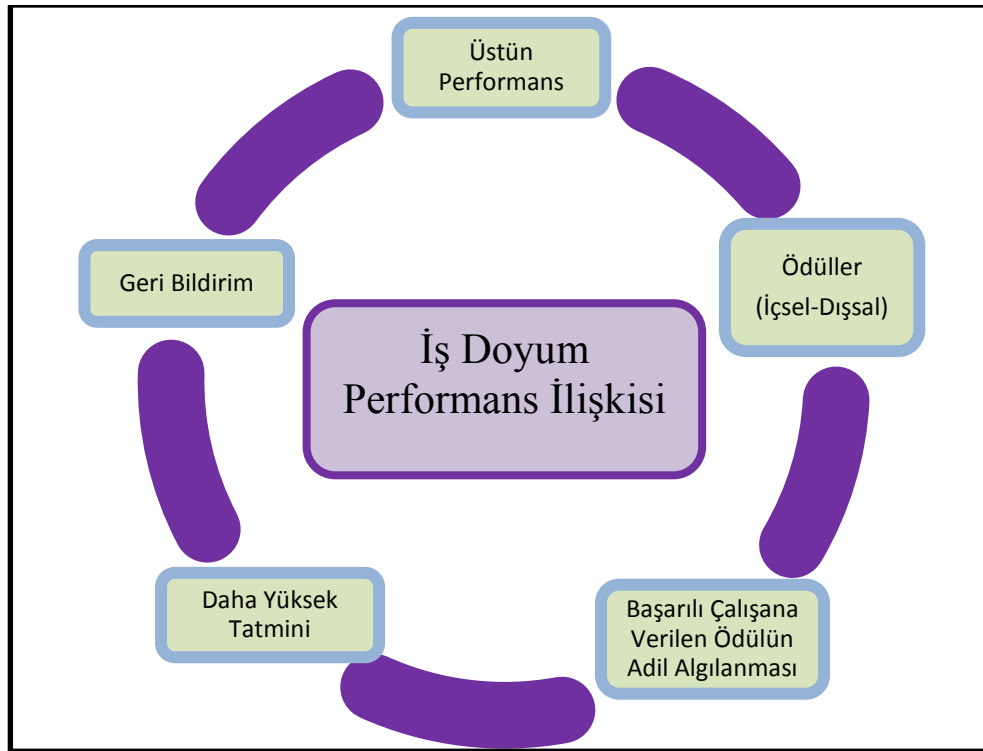 Üstün
Performans
Ödüller
(İçsel-Dışsal)
Başarılı Çalışana
Verilen Ödülün
Adil Algılanması
Daha Yüksek
Tatmini
Geri Bildirim
İş Doyum
Performans İlişkisi